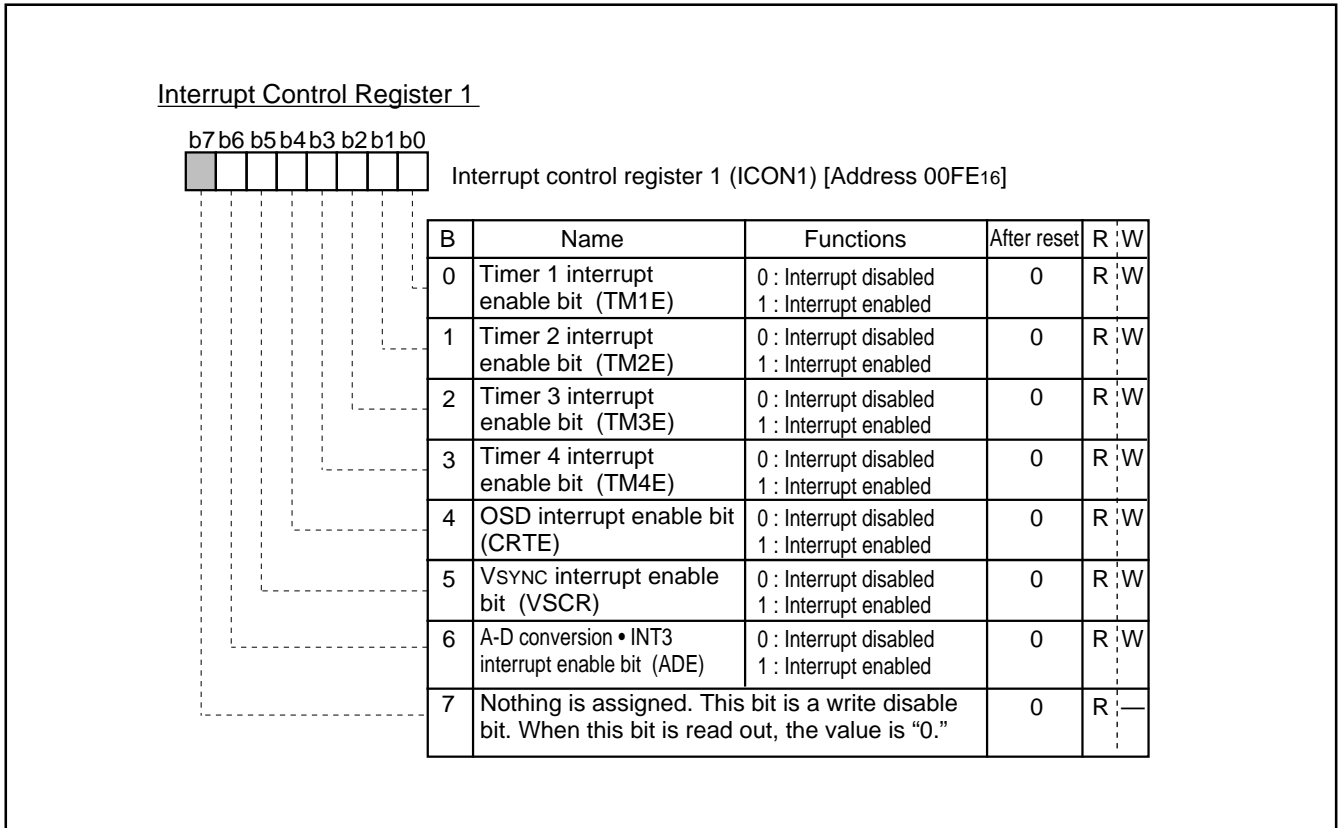 Interrupt Control Register 1
b7 b6 b5 b4 b3 b2 b1 b0
Interrupt control register 1 (ICON1) [Address 00FE16]
B Name Functions After reset R W
0 Timer 1 interrupt enable bit (TM1E) 0 : Interrupt disabled 1 : Interrupt enabled 0 R W
1 Timer 2 interrupt enable bit (TM2E) 0 : Interrupt disabled 1 : Interrupt enabled 0 R W
2 Timer 3 interrupt enable bit (TM3E) 0 : Interrupt disabled 1 : Interrupt enabled 0 R W
3 Timer 4 interrupt enable bit (TM4E) 0 : Interrupt disabled 1 : Interrupt enabled 0 R W
4 OSD interrupt enable bit (CRTE) 0 : Interrupt disabled 1 : Interrupt enabled 0 R W
5 VSYNC interrupt enable bit (VSCR) 0 : Interrupt disabled 1 : Interrupt enabled 0 R W
6 A-D conversion • INT3 interrupt enable bit (ADE) 0 : Interrupt disabled 1 : Interrupt enabled 0 R W
7 Nothing is assigned. This bit is a write disable bit. When this bit is read out, the value is “0.” 0 R —